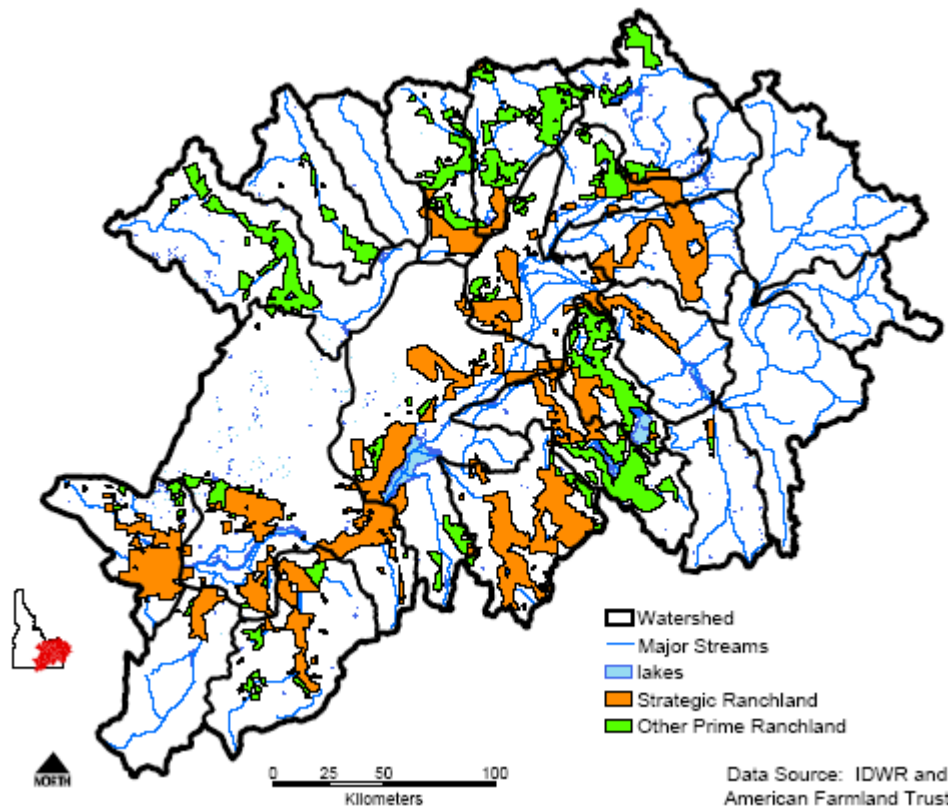 Watershed
Major Streams
lakes
Strategic Ranchland
Other Prime Ranchland
NORTH
0 25 50 100
Kilometers
Data Source: IDWR and
American Farmland Trust